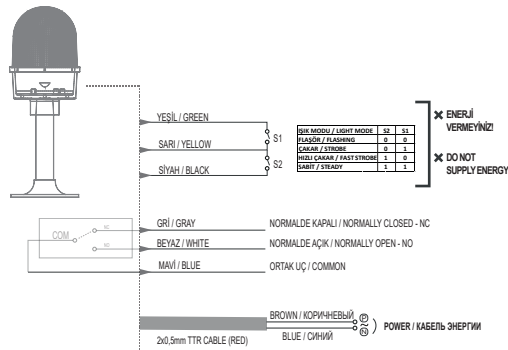 YEŞİL / GREEN
SARI / YELLOW
SİYAH / BLACK
S1
S2
IŞIK MODU / LIGHT MODE S2 S1
FLAŞÖR / FLASHING 0 0
ÇAKAR / STROBE 0 1
HIZLI ÇAKAR / FAST STROBE 1 0
SABİT / STEADY 1 1
ENERJİ
VERMEYİNİZ!
DO NOT
SUPPLY ENERGY
COM
NC
NO
GRİ / GRAY
NORMALDE KAPALI / NORMALLY CLOSED - NC
BEYAZ / WHITE
NORMALDE AÇIK / NORMALLY OPEN - NO
MAVİ / BLUE
ORTAK UÇ / COMMON
BROWN / КОРИЧНЕВЫЙ
P
N
POWER / КАБЕЛЬ ЭНЕРГИИ
BLUE / СИНИЙ
2x0,5mm TTR CABLE (RED)